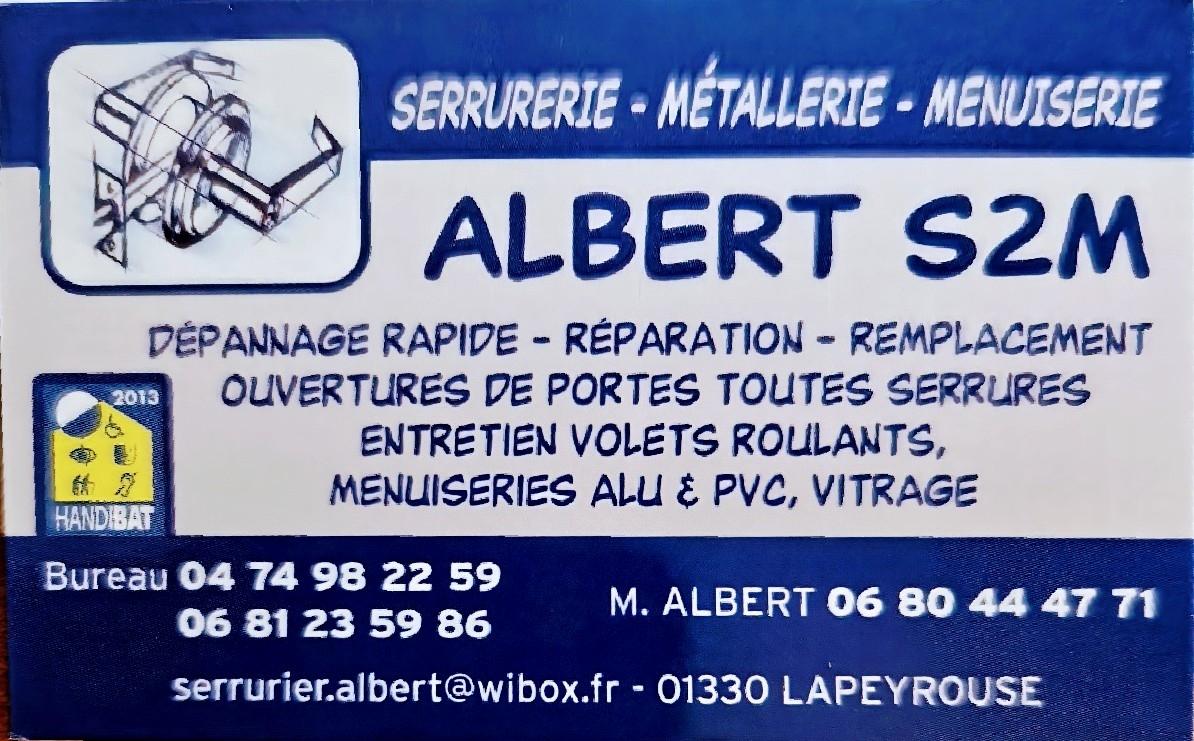 SERRURERIE - MÉTALLERIE - MENUISERIE
ALBERT S2M
DÉPANNAGE RAPIDE - RÉPARATION - REMPLACEMENT
OUVERTURES DE PORTES TOUTES SERRURES
ENTRETIEN VOLETS ROULANTS,
MENUISERIES ALU & PVC, VITRAGE
2013
HANDIBAT
Bureau 04 74 98 22 59
06 81 23 59 86
M. ALBERT 06 80 44 47 71
serrurier.albert@wibox.fr - 01330 LAPEYROUSE